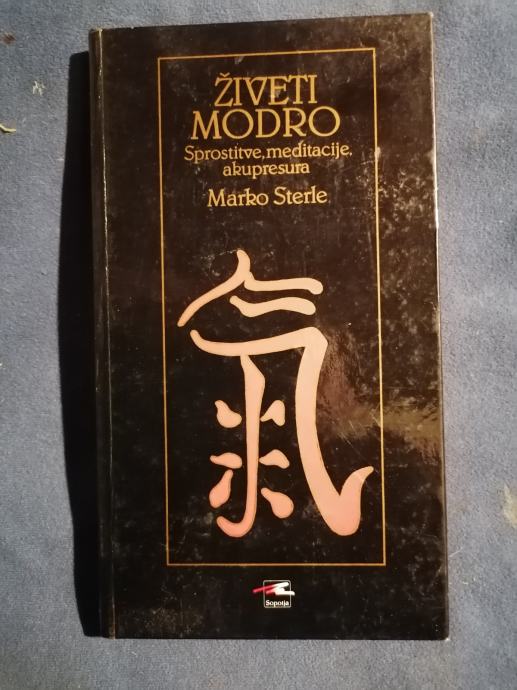 ŽIVETI
MODRO
Sprostitve, meditacije,
akupresura
Marko Sterle
氣
Sopotja